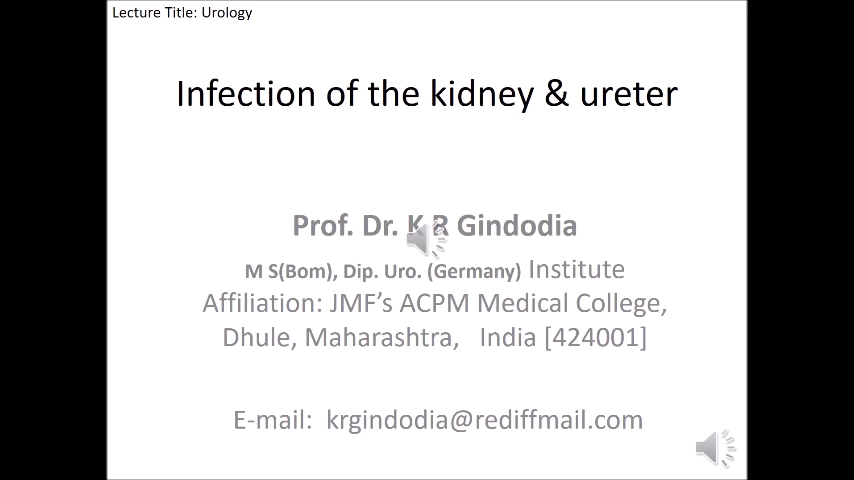 Lecture Title: Urology
Infection of the kidney & ureter
Prof. Dr. K R Gindodia
M S(Bom), Dip. Uro. (Germany) Institute
Affiliation: JMF’s ACPM Medical College,
Dhule, Maharashtra, India [424001]
E-mail: krgindodia@rediffmail.com